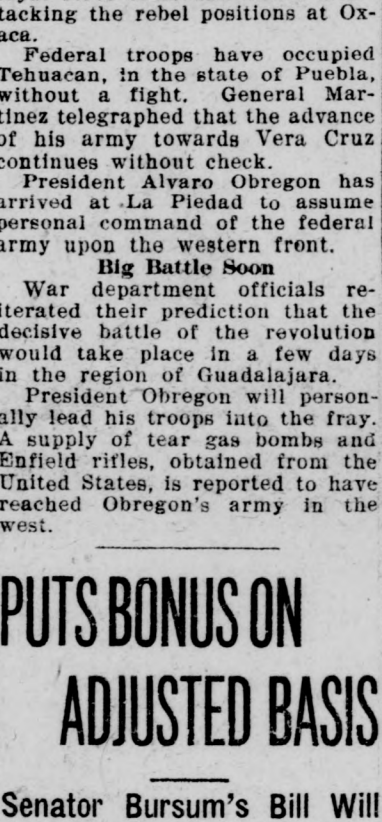 tacking the rebel positions at Ox-
aca.
Federal troops have occupied
Tehuacan, in the state of Puebla,
without a fight. General Mar-
tinez telegraphed that the advance
of his army towards Vera Cruz
continues without check.
President Alvaro Obregon has
arrived at La Piedad to assume
personal command of the federal
army upon the western front.
Big Battle Soon
War department officials re-
iterated their prediction that the
decisive battle of the revolution
would take place in a few days
in the region of Guadalajara.
President Obregon will person-
ally lead his troops into the fray.
A supply of tear gas bombs and
Enfield rifles, obtained from the
United States, is reported to have
reached Obregon's army in the
west.
PUTS BONUS ON
ADJUSTED BASIS
Senator Bursum's Bill Will